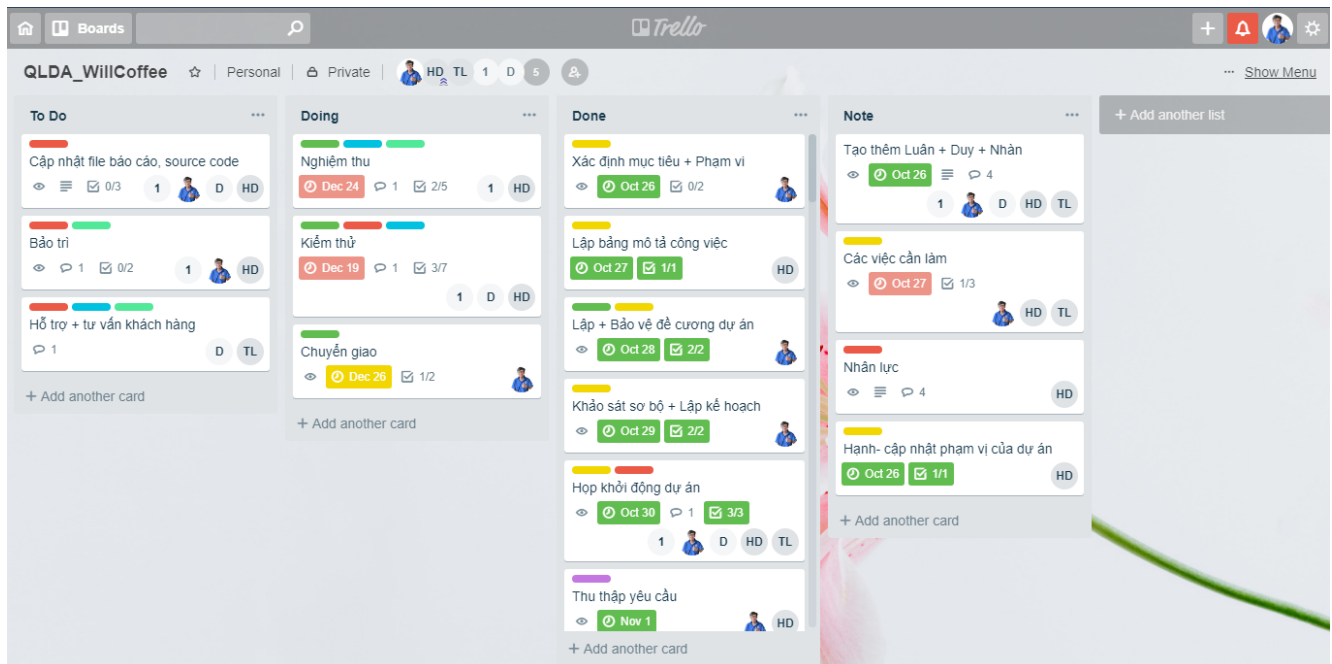 Boards
Trello
QLDA_WillCoffee
Personal
Private
HD
TL
1
D
5
Show Menu
To Do
Cập nhật file báo cáo, source code
0/3
1
D
HD
Bảo trì
1
0/2
1
HD
Hỗ trợ + tư vấn khách hàng
1
D
TL
+ Add another card
Doing
Nghiệm thu
Dec 24
1
2/5
1
HD
Kiểm thử
Dec 19
1
3/7
1
D
HD
Chuyển giao
Dec 26
1/2
+ Add another card
Done
Xác định mục tiêu + Phạm vi
Oct 26
0/2
Lập bảng mô tả công việc
Oct 27
1/1
HD
Lập + Bảo vệ đề cương dự án
Oct 28
2/2
Khảo sát sơ bộ + Lập kế hoạch
Oct 29
2/2
Họp khởi động dự án
Oct 30
1
3/3
1
D
HD
TL
Thu thập yêu cầu
Nov 1
HD
+ Add another card
Note
Tạo thêm Luân + Duy + Nhàn
Oct 26
4
1
D
HD
TL
Các việc cần làm
Oct 27
1/3
HD
TL
Nhân lực
4
HD
Hạnh- cập nhật phạm vị của dự án
Oct 26
1/1
HD
+ Add another card
+ Add another list